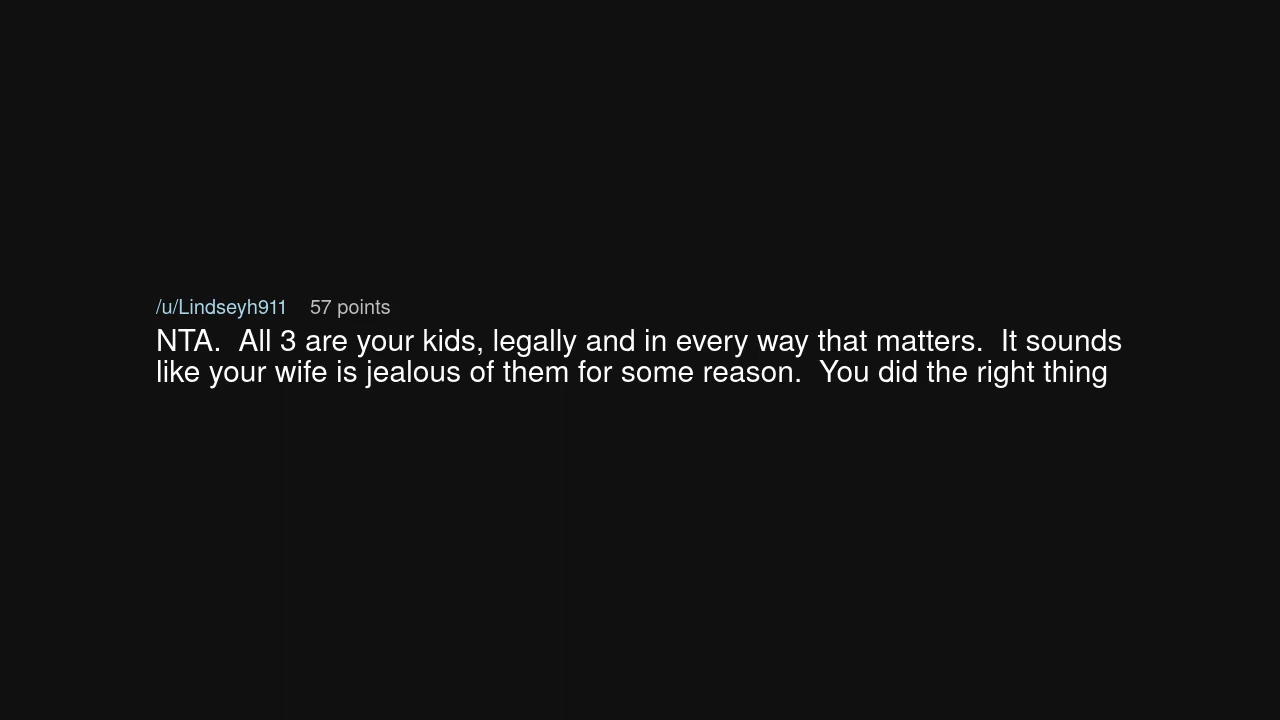 /u/Lindseyh911 57 points
NTA.  All 3 are your kids, legally and in every way that matters.  It sounds
like your wife is jealous of them for some reason.  You did the right thing